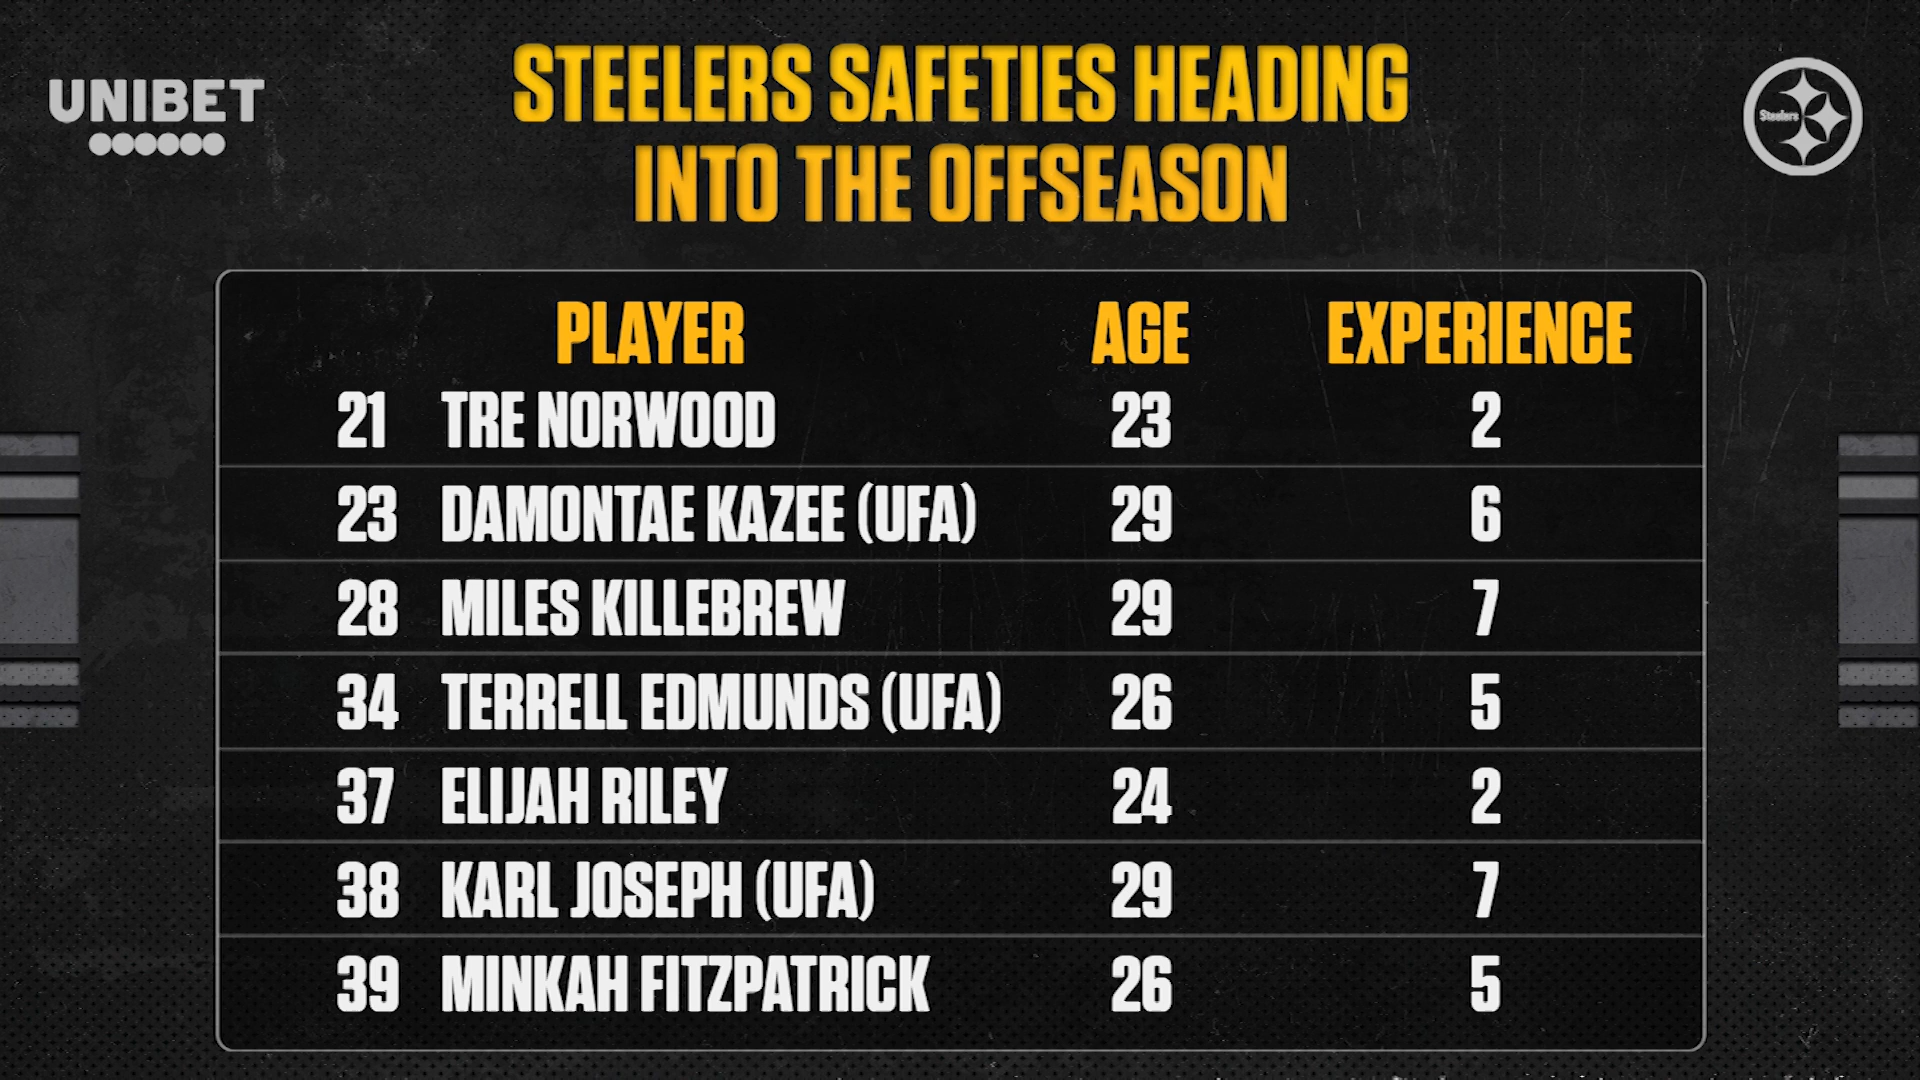 STEELERS SAFETIES HEADING
INTO THE OFFSEASON
UNIBET
Steelers
PLAYER AGE EXPERIENCE
21 TRE NORWOOD 23 2
23 DAMONTAE KAZEE (UFA) 29 6
28 MILES KILLEBREW 29 7
34 TERRELL EDMUNDS (UFA) 26 5
37 ELIJAH RILEY 24 2
38 KARL JOSEPH (UFA) 29 7
39 MINKAH FITZPATRICK 26 5